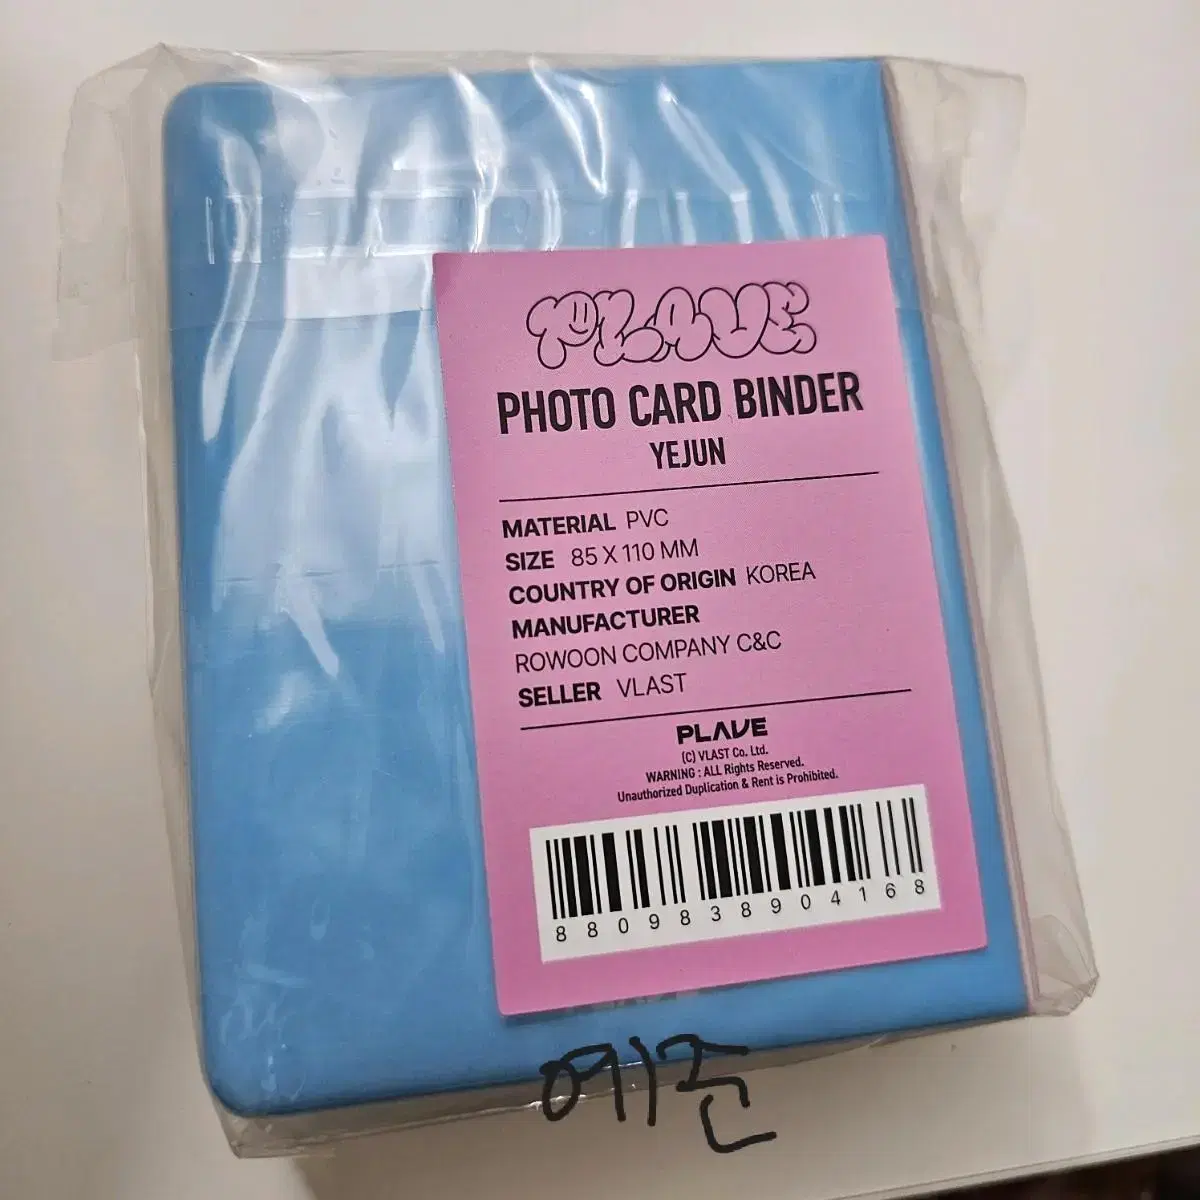 PLAVE
PHOTO CARD BINDER
YEJUN
MATERIAL PVC
SIZE 85 X 110 MM
COUNTRY OF ORIGIN KOREA
MANUFACTURER
ROWOON COMPANY C&C
SELLER VLAST
PLAVE
(C) VLAST Co. Ltd.
WARNING : ALL Rights Reserved.
Unauthorized Duplication & Rent is Prohibited.
8809838904168
예준